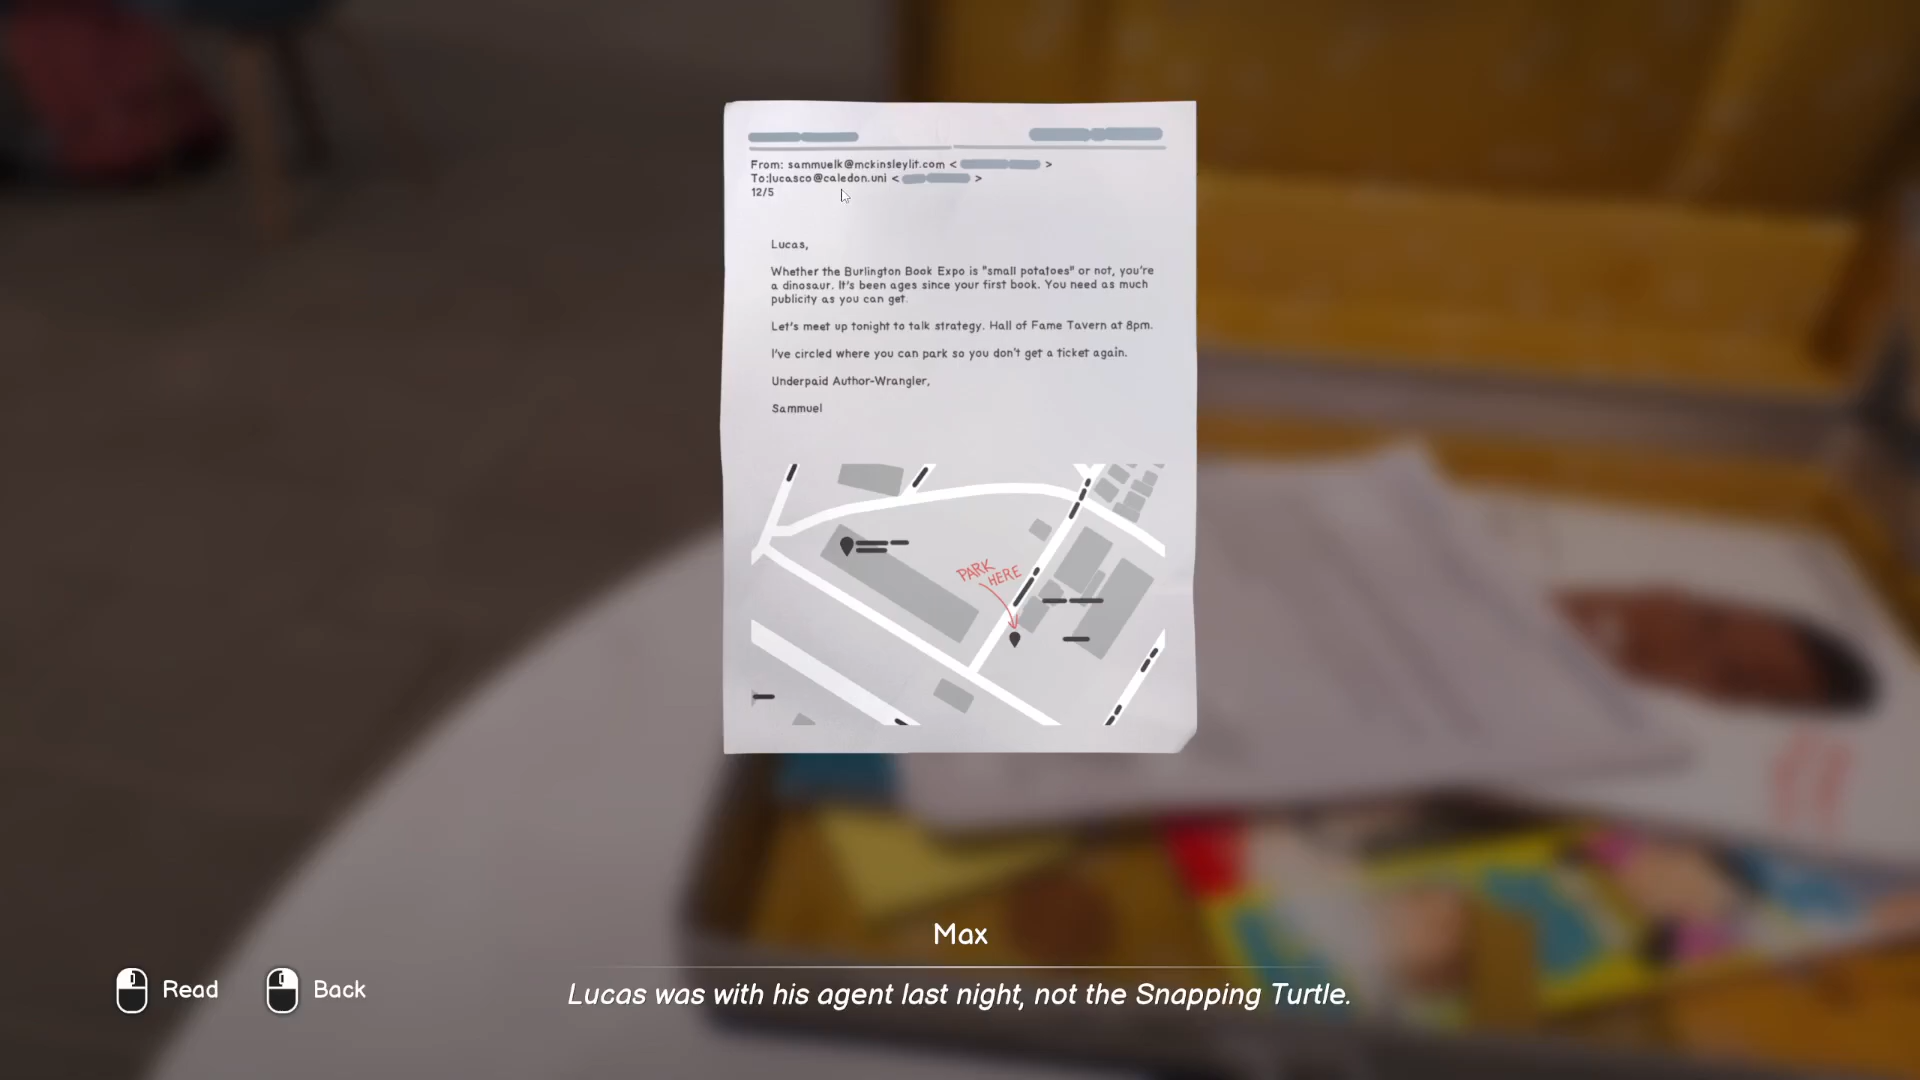 From: sammuelk@mckinsleylit.com < >
To:lucasco@caledon.uni < >
12/5
Lucas,
Whether the Burlington Book Expo is "small potatoes" or not, you're
a dinosaur. It's been ages since your first book. You need as much
publicity as you can get.
Let's meet up tonight to talk strategy. Hall of Fame Tavern at 8pm.
I've circled where you can park so you don't get a ticket again.
Underpaid Author-Wrangler,
Sammuel
PARK
HERE
Max
Lucas was with his agent last night, not the Snapping Turtle.
Read
Back